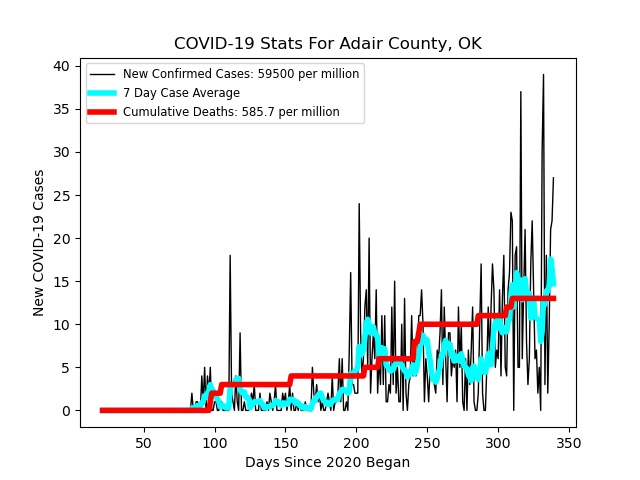 COVID-19 Stats For Adair County, OK
New Confirmed Cases: 59500 per million
7 Day Case Average
Cumulative Deaths: 585.7 per million
New COVID-19 Cases
40
35
30
25
20
15
10
5
0
50 100 150 200 250 300 350
Days Since 2020 Began